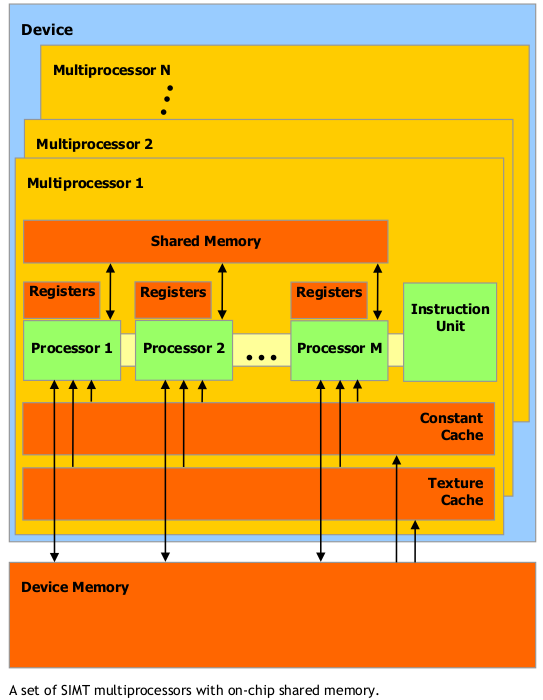 Device
Multiprocessor N
Multiprocessor 2
Multiprocessor 1
Shared Memory
Registers
Registers
Registers
Instruction
Unit
Processor 1
Processor 2
Processor M
Constant
Cache
Texture
Cache
Device Memory
A set of SIMT multiprocessors with on-chip shared memory.